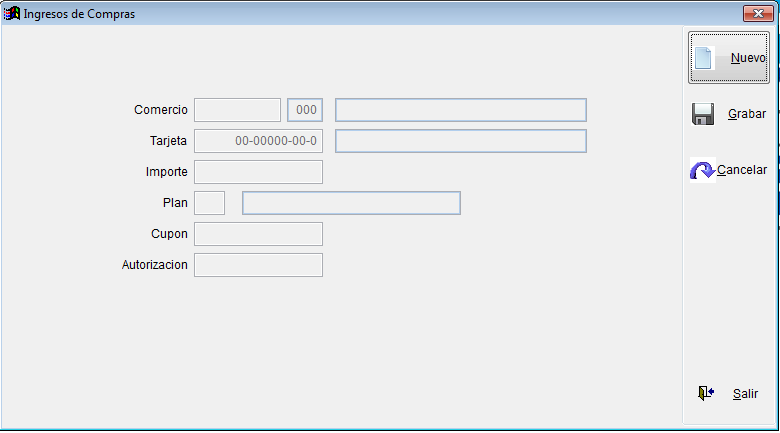 Ingresos de Compras
Nuevo
Comercio 000
Grabar
Tarjeta 00-00000-00-0
Importe
Cancelar
Plan
Cupon
Autorizacion
Salir